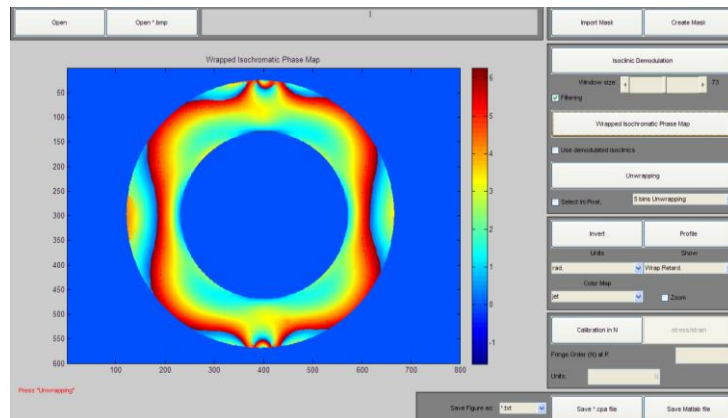 Open
Open *.bmp
Import Mask
Create Mask
Wrapped Isochromatic Phase Map
50
100
150
200
250
300
350
400
450
500
550
600
100
200
300
400
500
600
700
800
6
5
4
3
2
1
0
-1
Press "Unwrapping"
Isoclinic Demodulation
Window size: 73
Filtering
Wrapped Isochromatic Phase Map
Use demodulated isoclinics
Unwrapping
Select Int.Pixel,
5 bins Unwrapping
Invert
Profile
Units
Show
rad.
Wrap.Retard.
Color Map
jet
Zoom
Calibration in N
stress/strain
Fringe Order (N) at P.
Units:
Save Figure as:
*.txt
Save *.cpa file
Save Matlab file